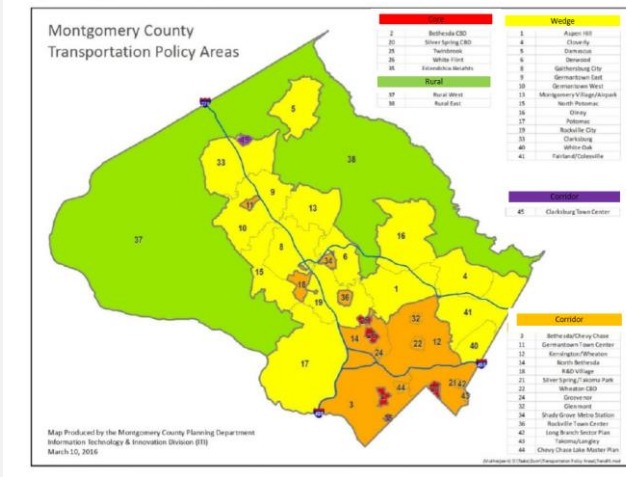 Montgomery County
Transportation Policy Areas
Core
2 Bethesda CBD
20 Silver Spring CBD
25 Twinbrook
26 White Flint
35 Friendship Heights
Rural
37 Rural West
38 Rural East
Wedge
1 Aspen Hill
4 Cloverly
5 Damascus
6 Derwood
8 Gaithersburg City
9 Germantown East
10 Germantown West
13 Montgomery Village/Airpark
15 North Potomac
16 Olney
17 Potomac
19 Rockville City
33 Clarksburg
40 White Oak
41 Fairland/Colesville
Corridor
45 Clarksburg Town Center
Corridor
3 Bethesda/Chevy Chase
11 Germantown Town Center
12 Kensington/Wheaton
14 North Bethesda
18 R&D Village
21 Silver Spring/Takoma Park
22 Wheaton CBD
24 Grosvenor
32 Glenmont
34 Shady Grove Metro Station
36 Rockville Town Center
42 Long Branch Sector Plan
43 Takoma/Langley
44 Chevy Chase Lake Master Plan
5
38
33
9
11
13
10
37
16
8
6
34
15
18
4
1
19
36
41
32
14
22
12
40
24
17
44
21
42
3
43
Map Produced by the Montgomery County Planning Department
Information Technology & Innovation Division (ITI)
March 10, 2016